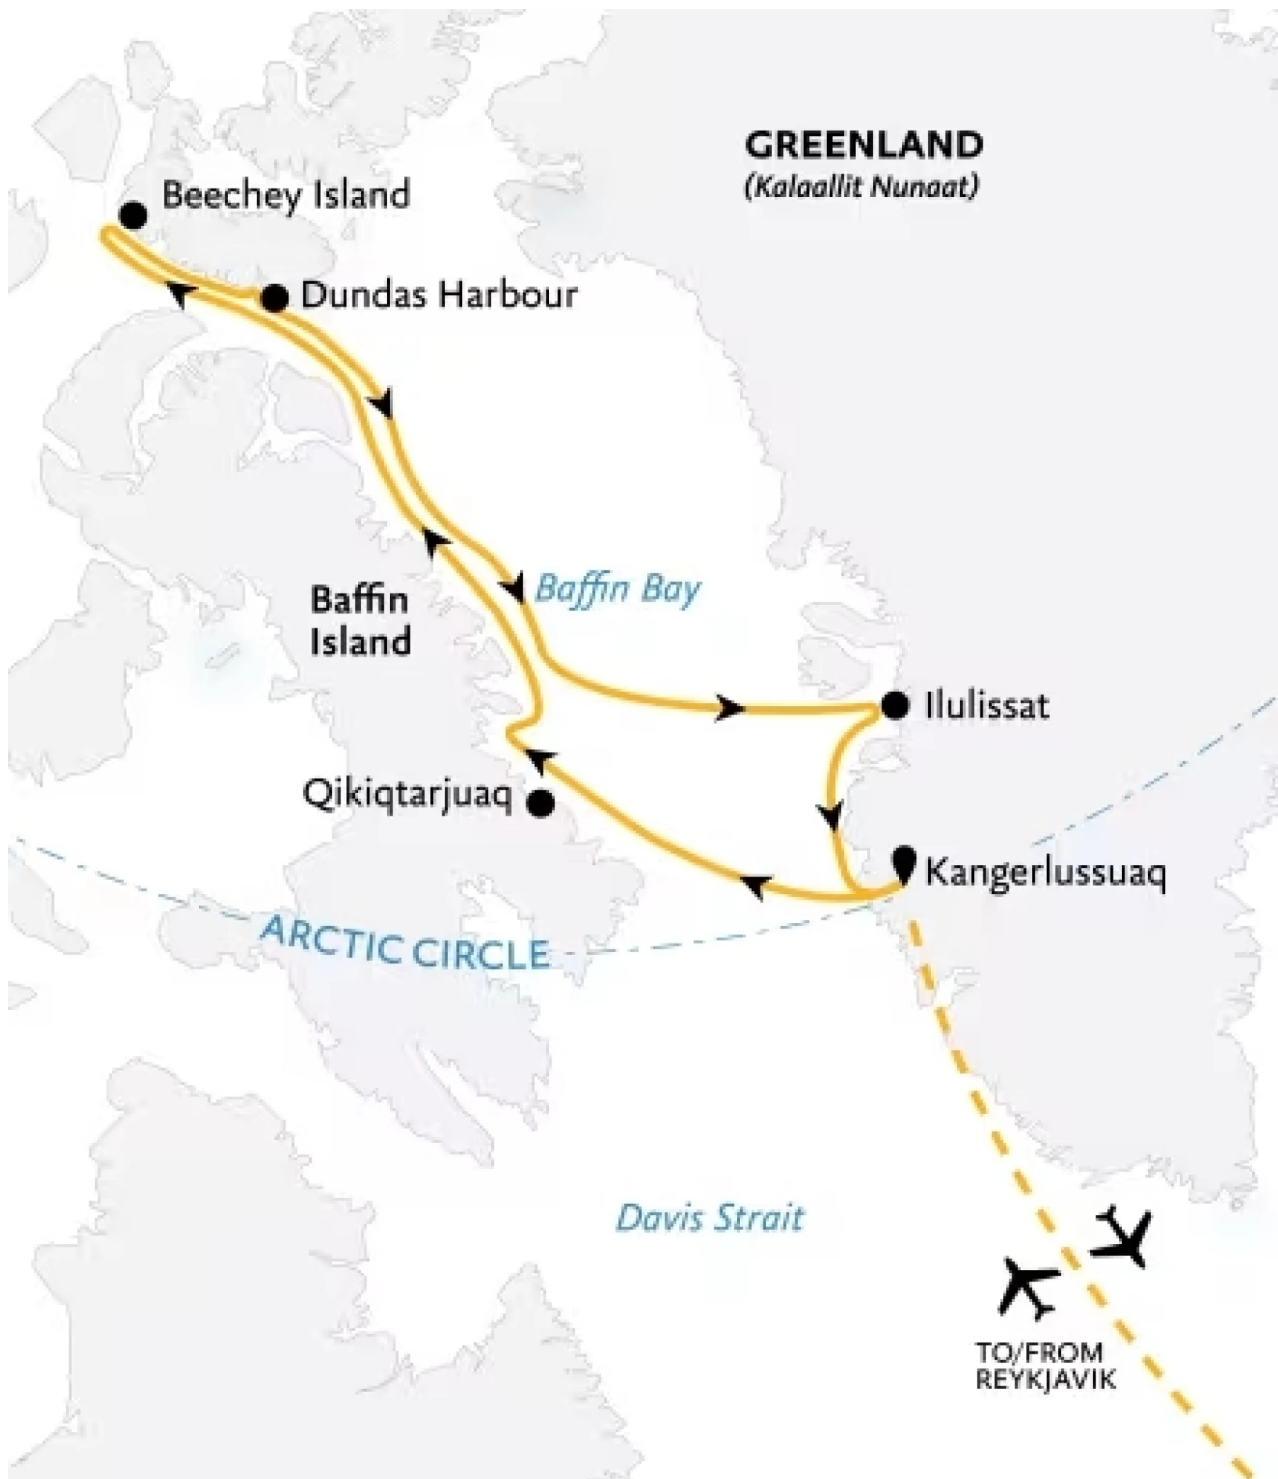 GREENLAND
(Kalaallit Nunaat)
Beechey Island
Dundas Harbour
Baffin Bay
Baffin
Island
Ilulissat
Qikiqtarjuaq
Kangerlussuaq
ARCTIC CIRCLE
Davis Strait
TO/FROM
REYKJAVIK